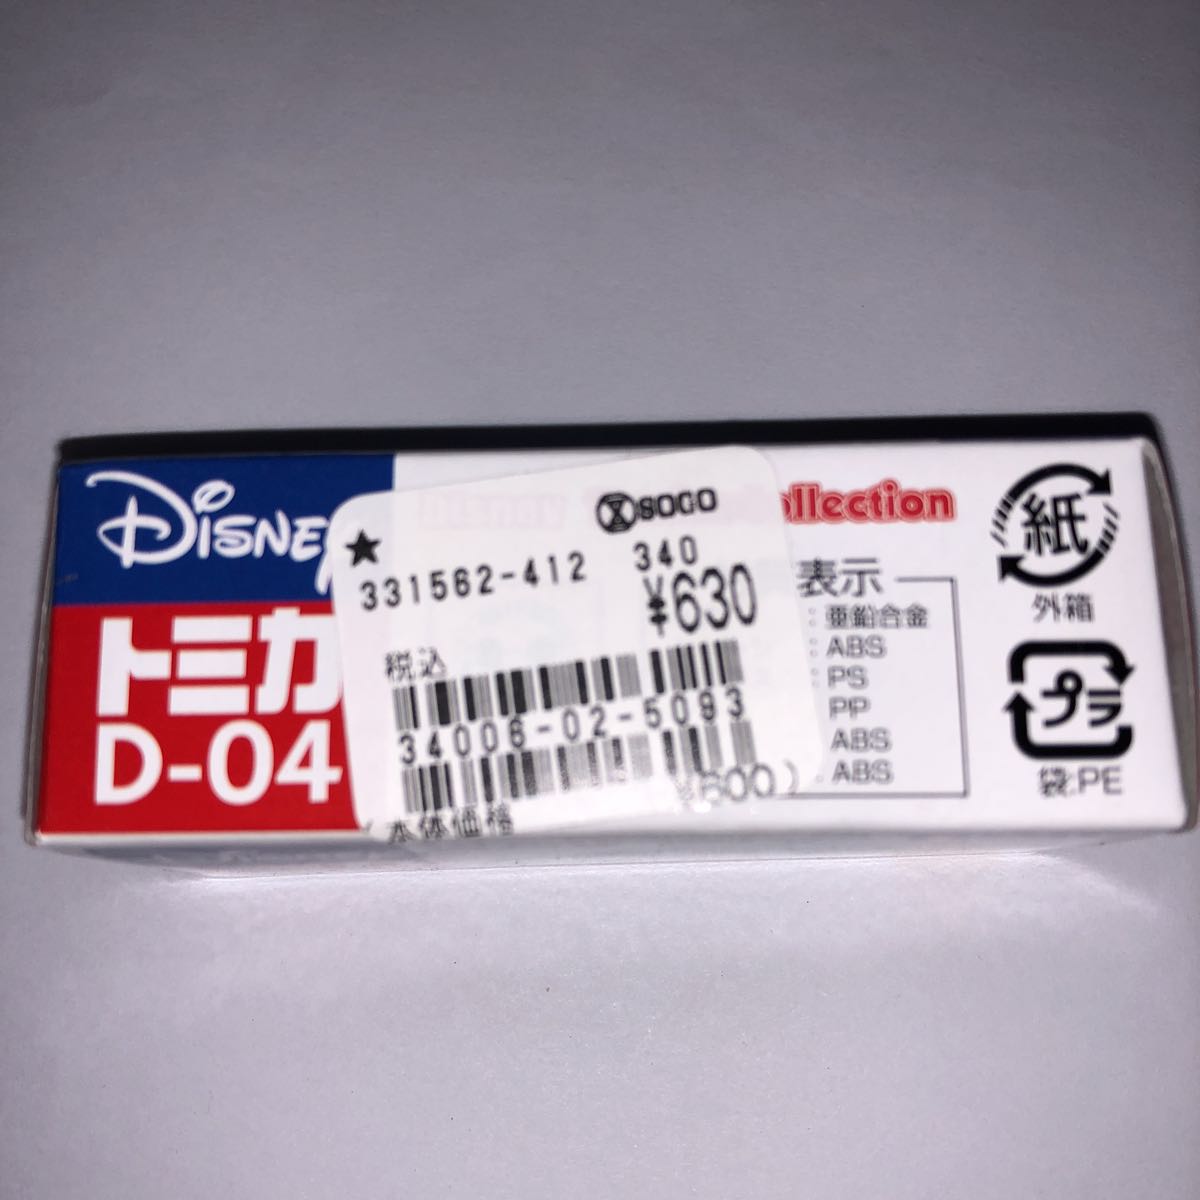 DISNEY
トミカ
D-04
Disney Collection
SOGO
331562-412 340
¥630
税込
34006-02-5093
(本体価格 ¥600)
表示
:亜鉛合金
:ABS
:PS
PP
ABS
:ABS
紙
外箱
プラ
袋:PE